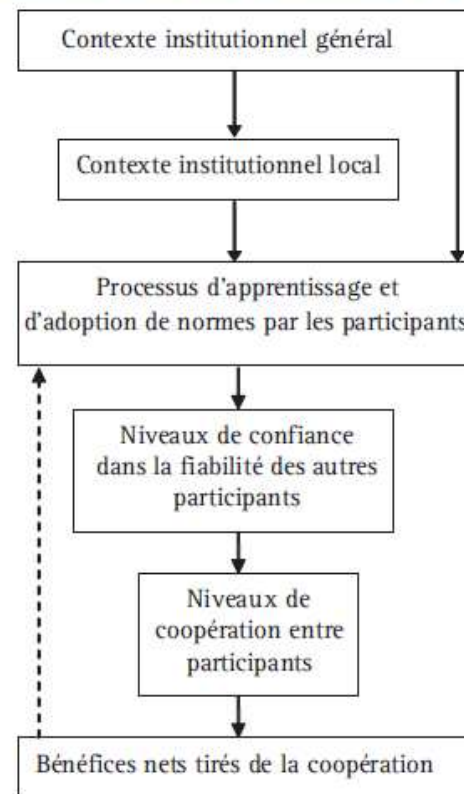 Contexte institutionnel général
Contexte institutionnel local
Processus d'apprentissage et
d'adoption de normes par les participants
Niveaux de confiance
dans la fiabilité des autres
participants
Niveaux de
coopération entre
participants
Bénéfices nets tirés de la coopération